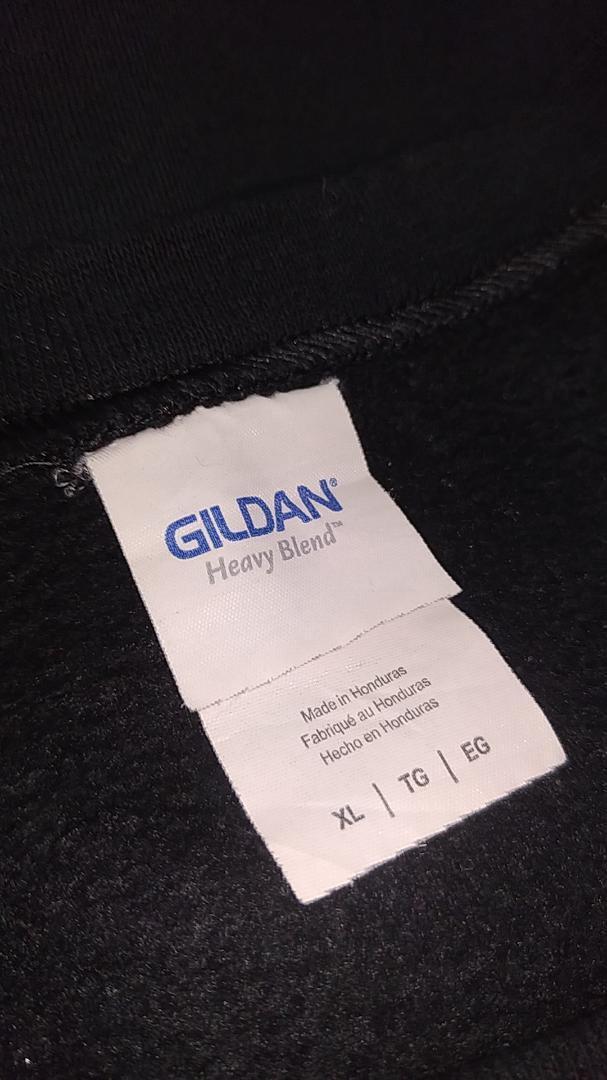 GILDAN®
Heavy Blend™
Made in Honduras
Fabriqué au Honduras
Hecho en Honduras
XL | TG | EG